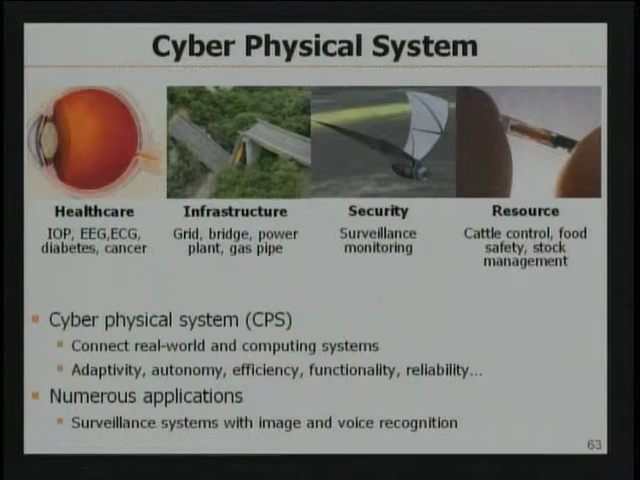 Cyber Physical System
Healthcare
IOP, EEG,ECG,
diabetes, cancer
Infrastructure
Grid, bridge, power
plant, gas pipe
Security
Surveillance
monitoring
Resource
Cattle control, food
safety, stock
management
Cyber physical system (CPS)
Connect real-world and computing systems
Adaptivity, autonomy, efficiency, functionality, reliability...
Numerous applications
Surveillance systems with image and voice recognition
63